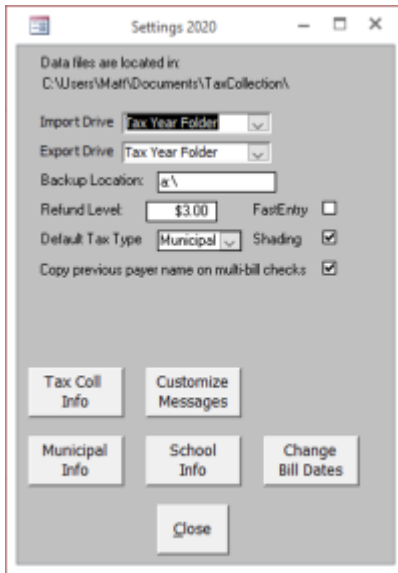 Settings 2020
Data files are located in:
C:\Users\Matt\Documents\TaxCollection\
Import Drive Tax Year Folder
Export Drive Tax Year Folder
Backup Location: a:\
Refund Level: $3.00 FastEntry
Default Tax Type Municipal Shading
Copy previous payer name on multi-bill checks
Tax Coll Customize
Info Messages
Municipal School Change
Info Info Bill Dates
Close